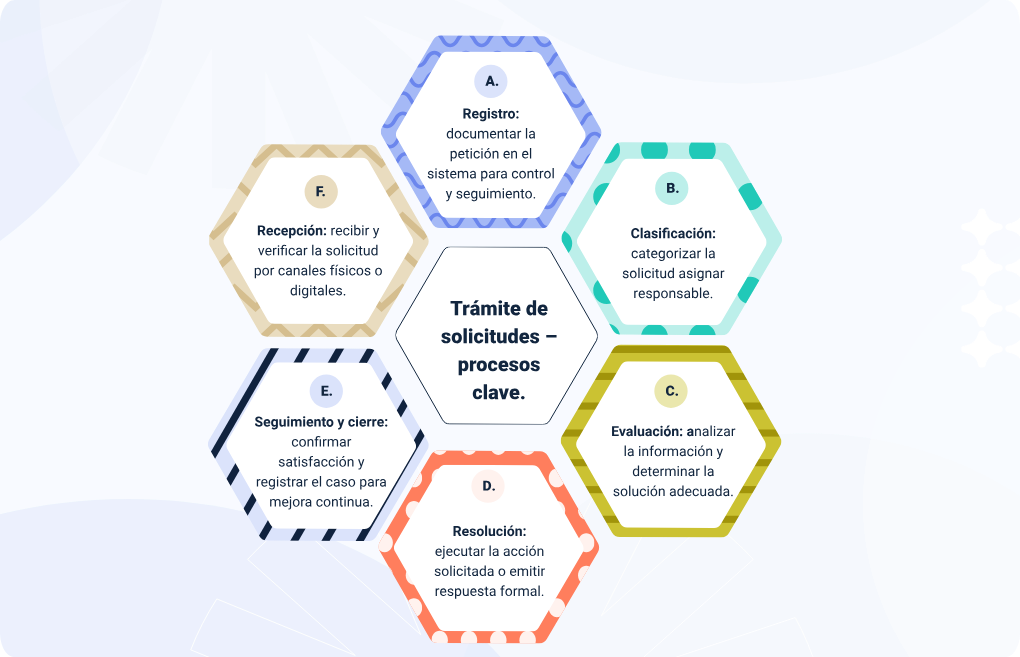 A.
Registro:
documentar la
petición en el
sistema para control
y seguimiento.
B.
Clasificación:
categorizar la
solicitud asignar
responsable.
C.
Evaluación: analizar
la información y
determinar la
solución adecuada.
D.
Resolución:
ejecutar la acción
solicitada o emitir
respuesta formal.
E.
Seguimiento y cierre:
confirmar
satisfacción y
registrar el caso para
mejora continua.
F.
Recepción: recibir y
verificar la solicitud
por canales físicos o
digitales.
Trámite de
solicitudes –
procesos
clave.